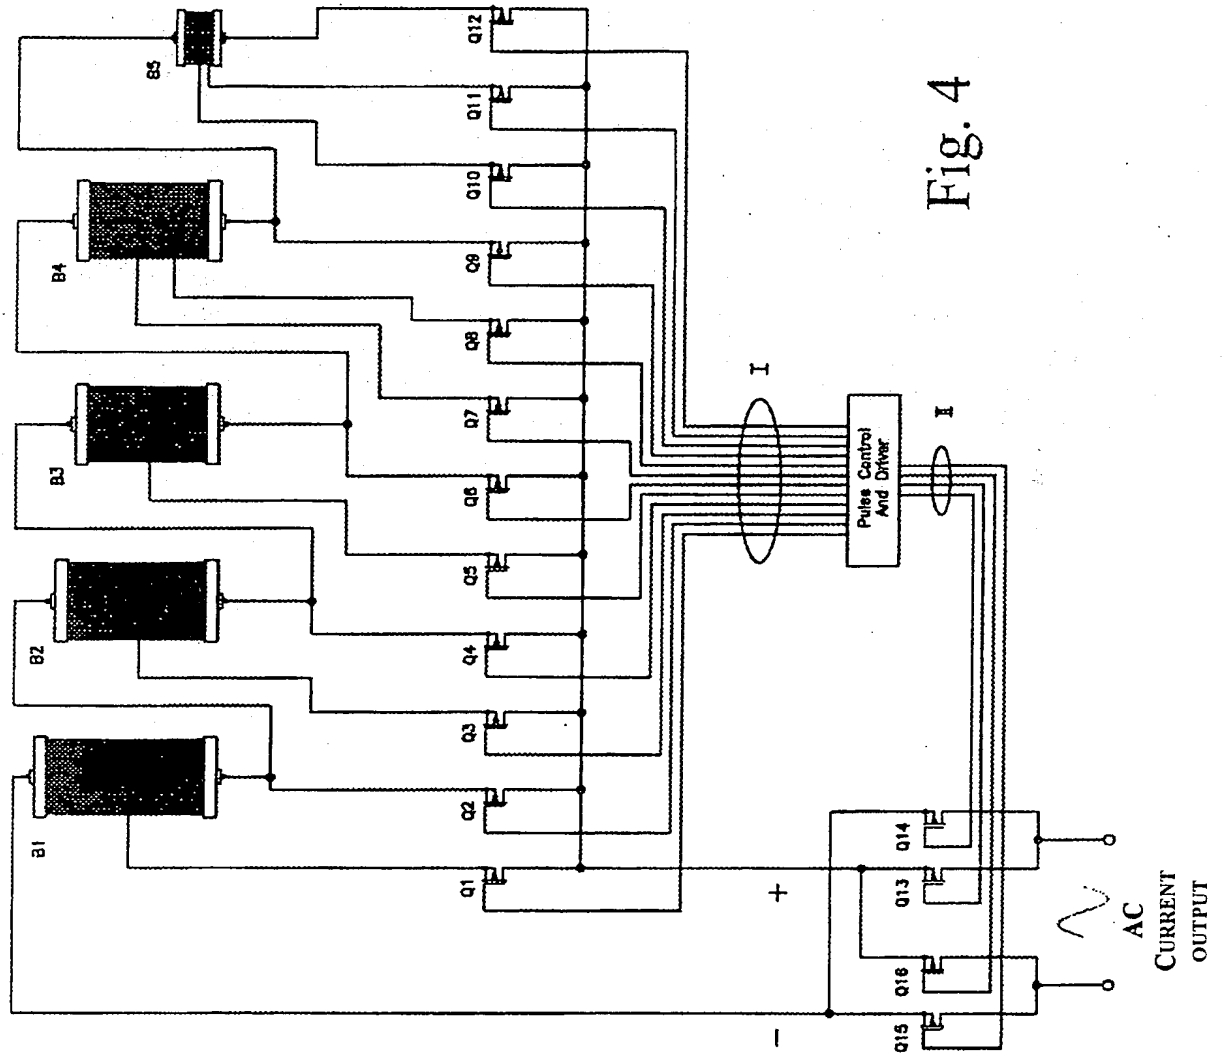 B1
B2
B3
B4
B5
Q1
Q2
Q3
Q4
Q5
Q6
Q7
Q8
Q9
Q10
Q11
Q12
I
Pulse Control
And Driver
II
+
-
Q14
Q13
Q16
Q15
AC
CURRENT
OUTPUT
Fig. 4